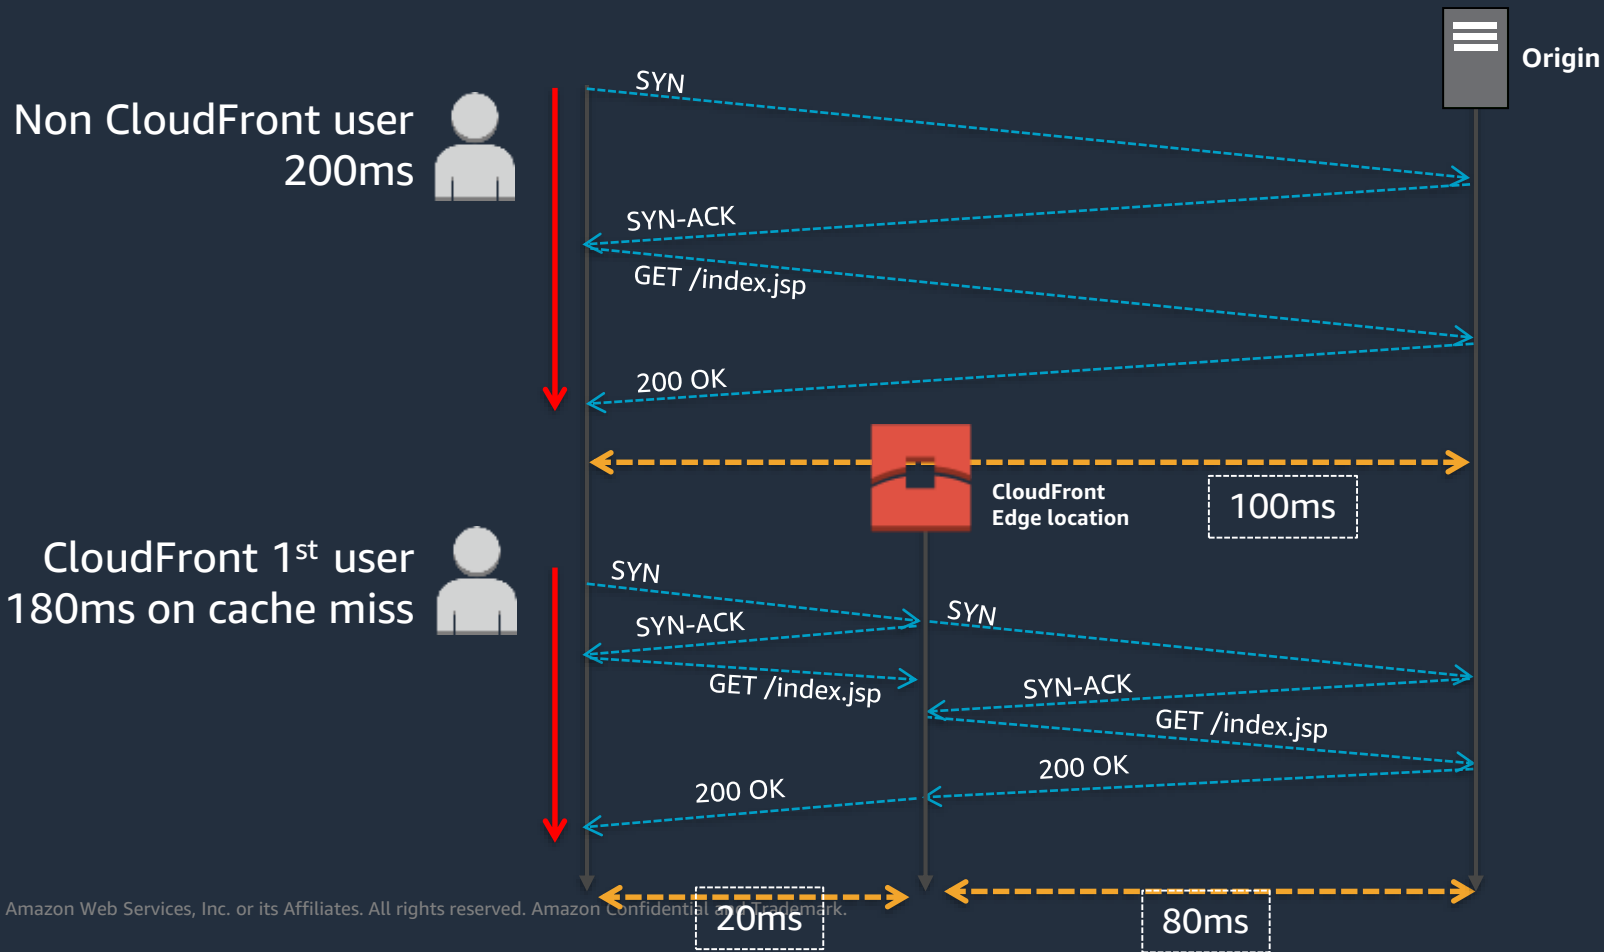 Origin
SYN
Non CloudFront user
200ms
SYN-ACK
GET /index.jsp
200 OK
CloudFront
Edge location
100ms
CloudFront 1st user
180ms on cache miss
SYN
SYN
SYN-ACK
GET /index.jsp
SYN-ACK
GET /index.jsp
200 OK
200 OK
Amazon Web Services, Inc. or its Affiliates. All rights reserved. Amazon Confidential and Trademark.
20ms
80ms